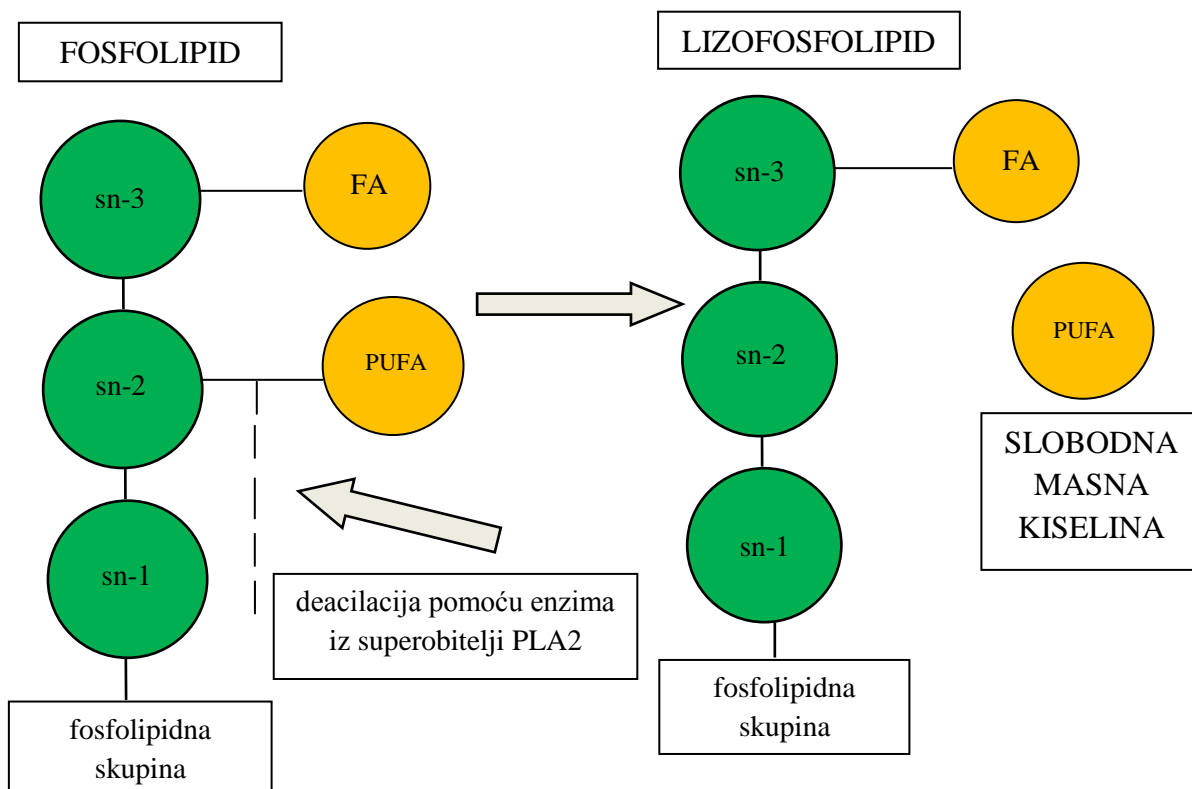 FOSFOLIPID
sn-3
FA
sn-2
PUFA
sn-1
deacilacija pomoću enzima
iz superobitelji PLA2
fosfolipidna
skupina
LIZOFOSFOLIPID
sn-3
FA
sn-2
PUFA
SLOBODNA
MASNA
KISELINA
sn-1
fosfolipidna
skupina